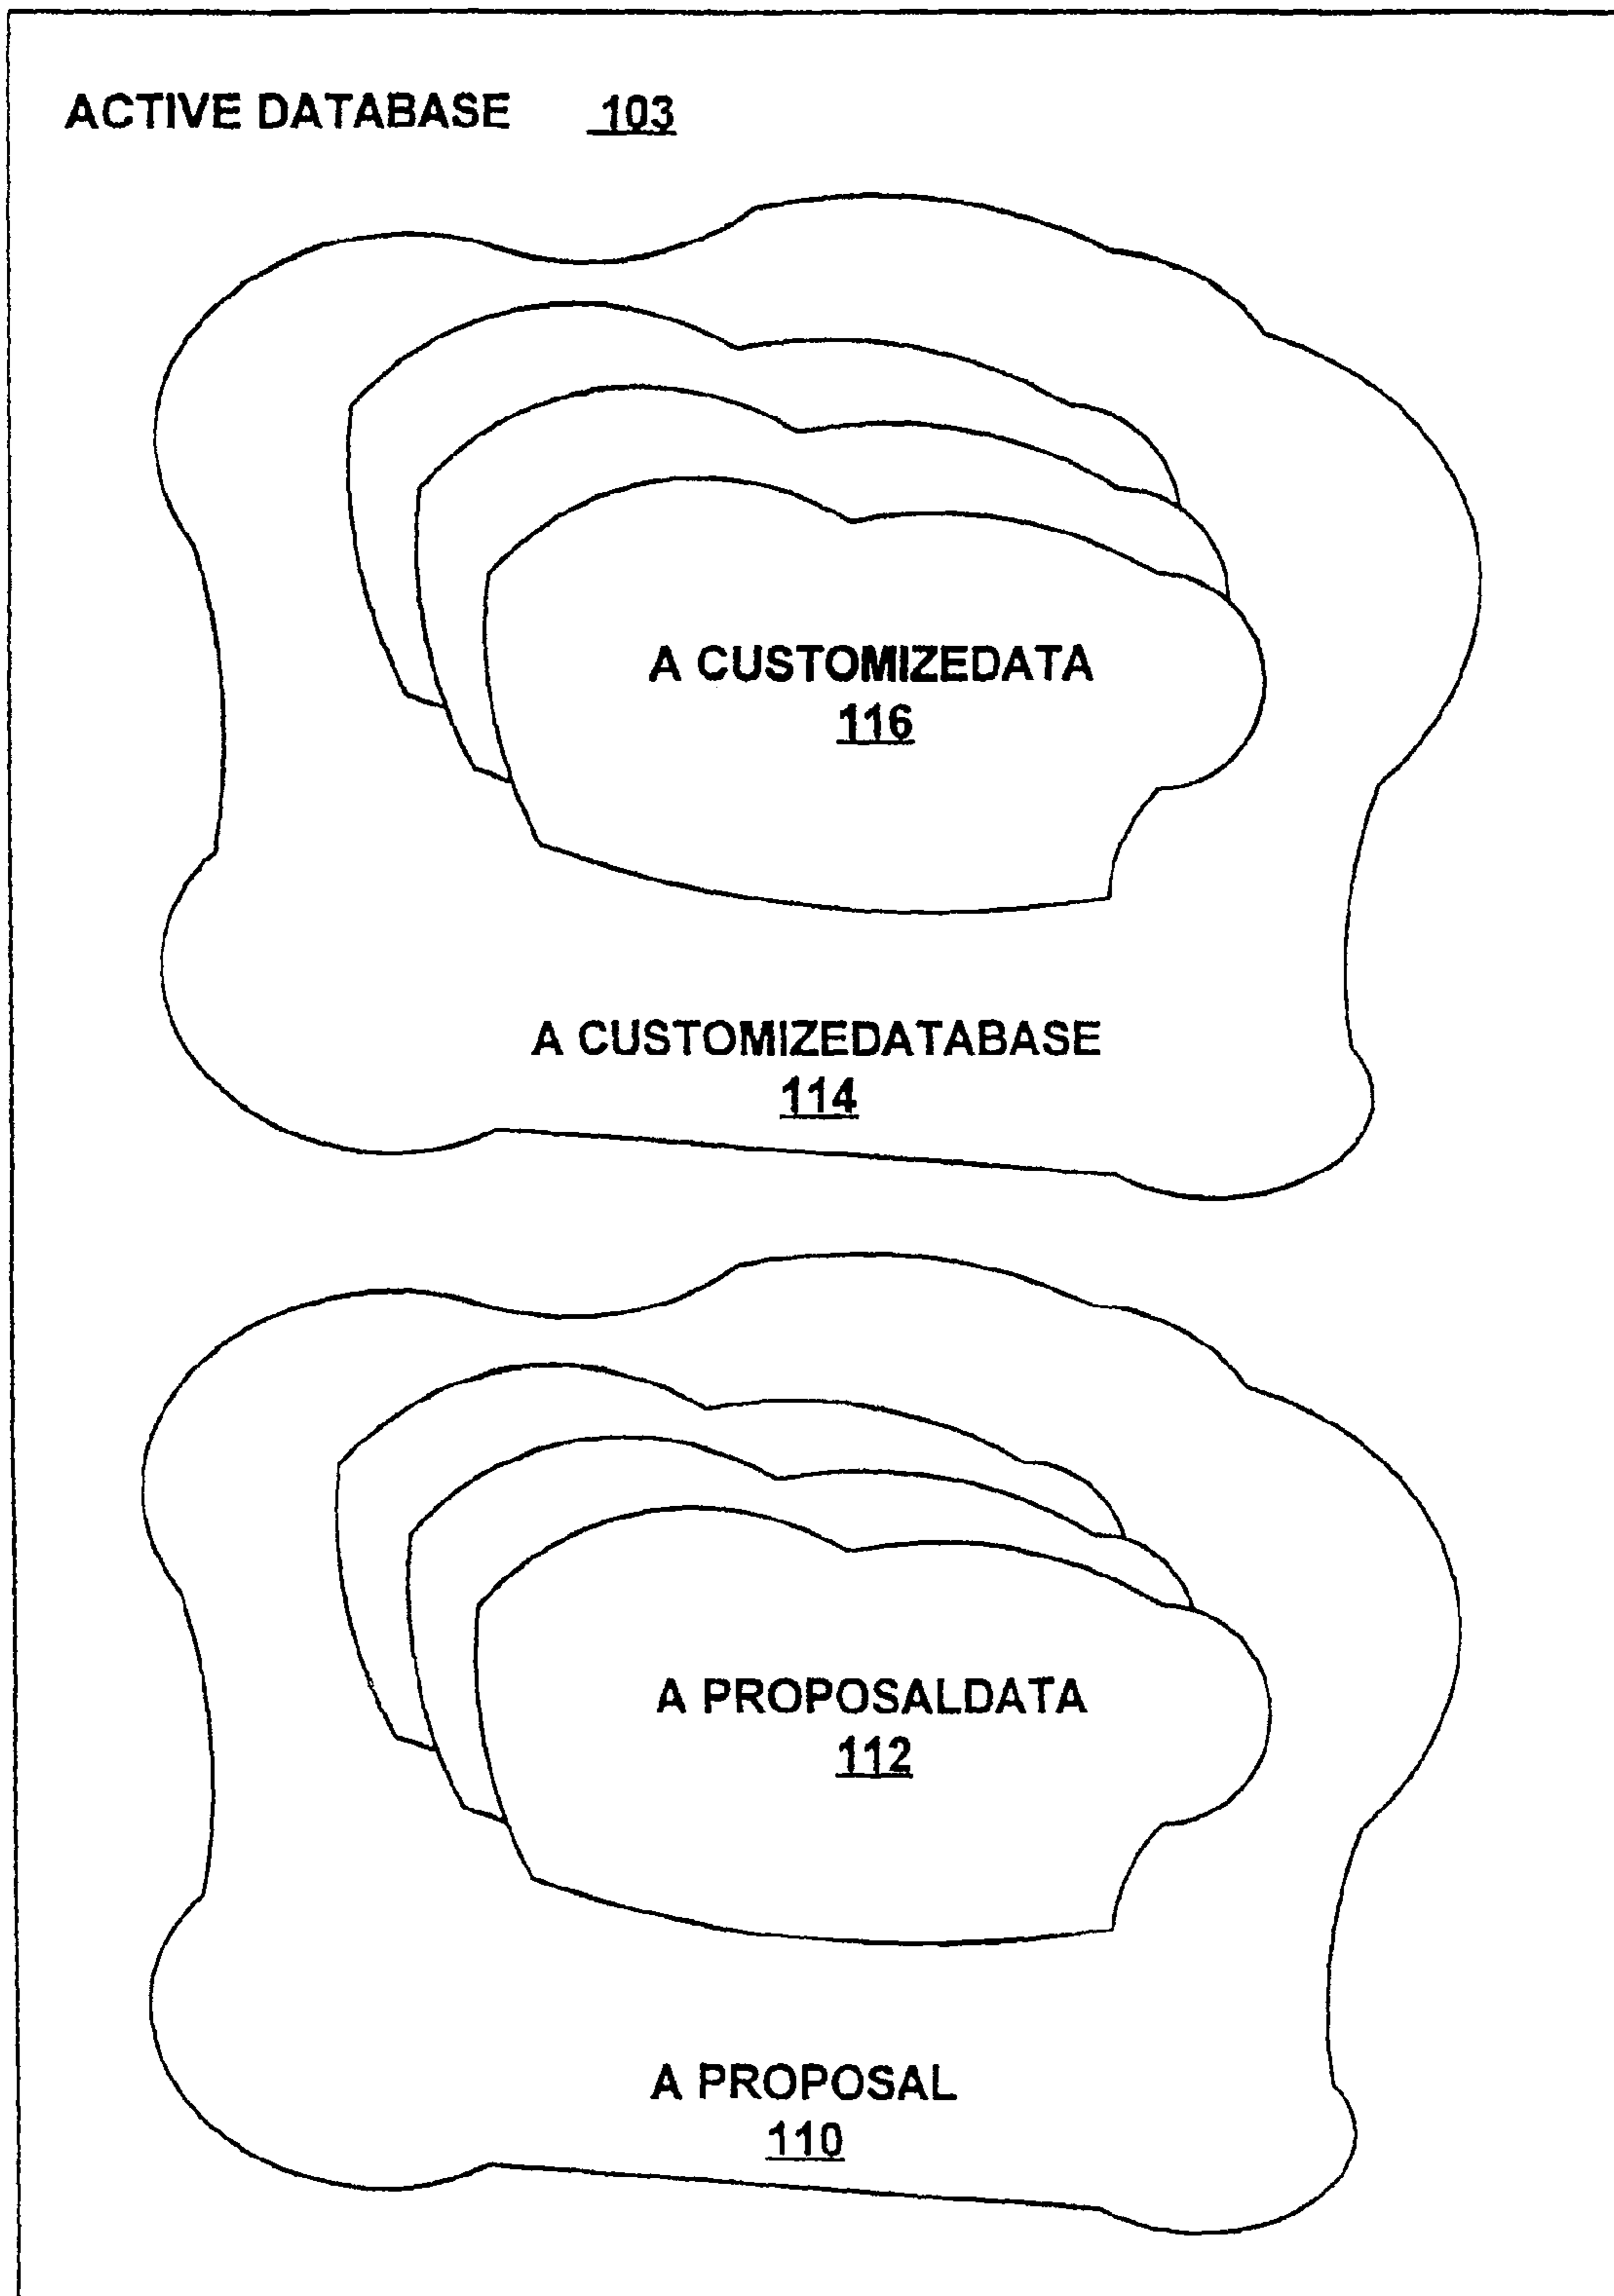 ACTIVE DATABASE 103
A CUSTOMIZEDATA
116
A CUSTOMIZEDATABASE
114
A PROPOSALDATA
112
A PROPOSAL
110